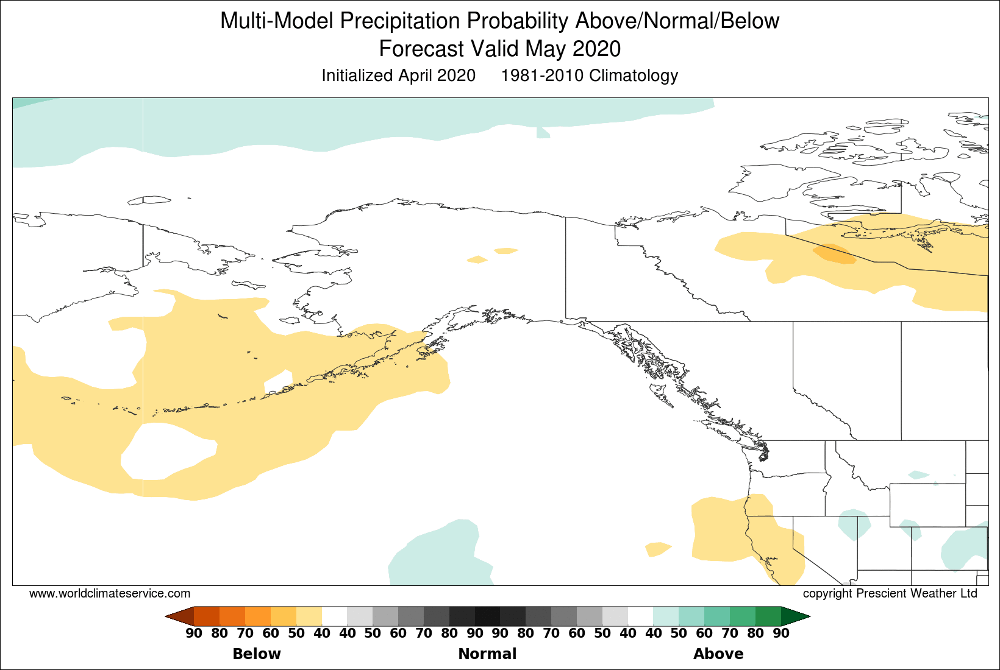 Multi-Model Precipitation Probability Above/Normal/Below
Forecast Valid May 2020
Initialized April 2020 1981-2010 Climatology
www.worldclimateservice.com copyright Prescient Weather Ltd
90 80 70 60 50 40 40 50 60 70 80 90 90 80 70 60 50 40 40 50 60 70 80 90
Below Normal Above